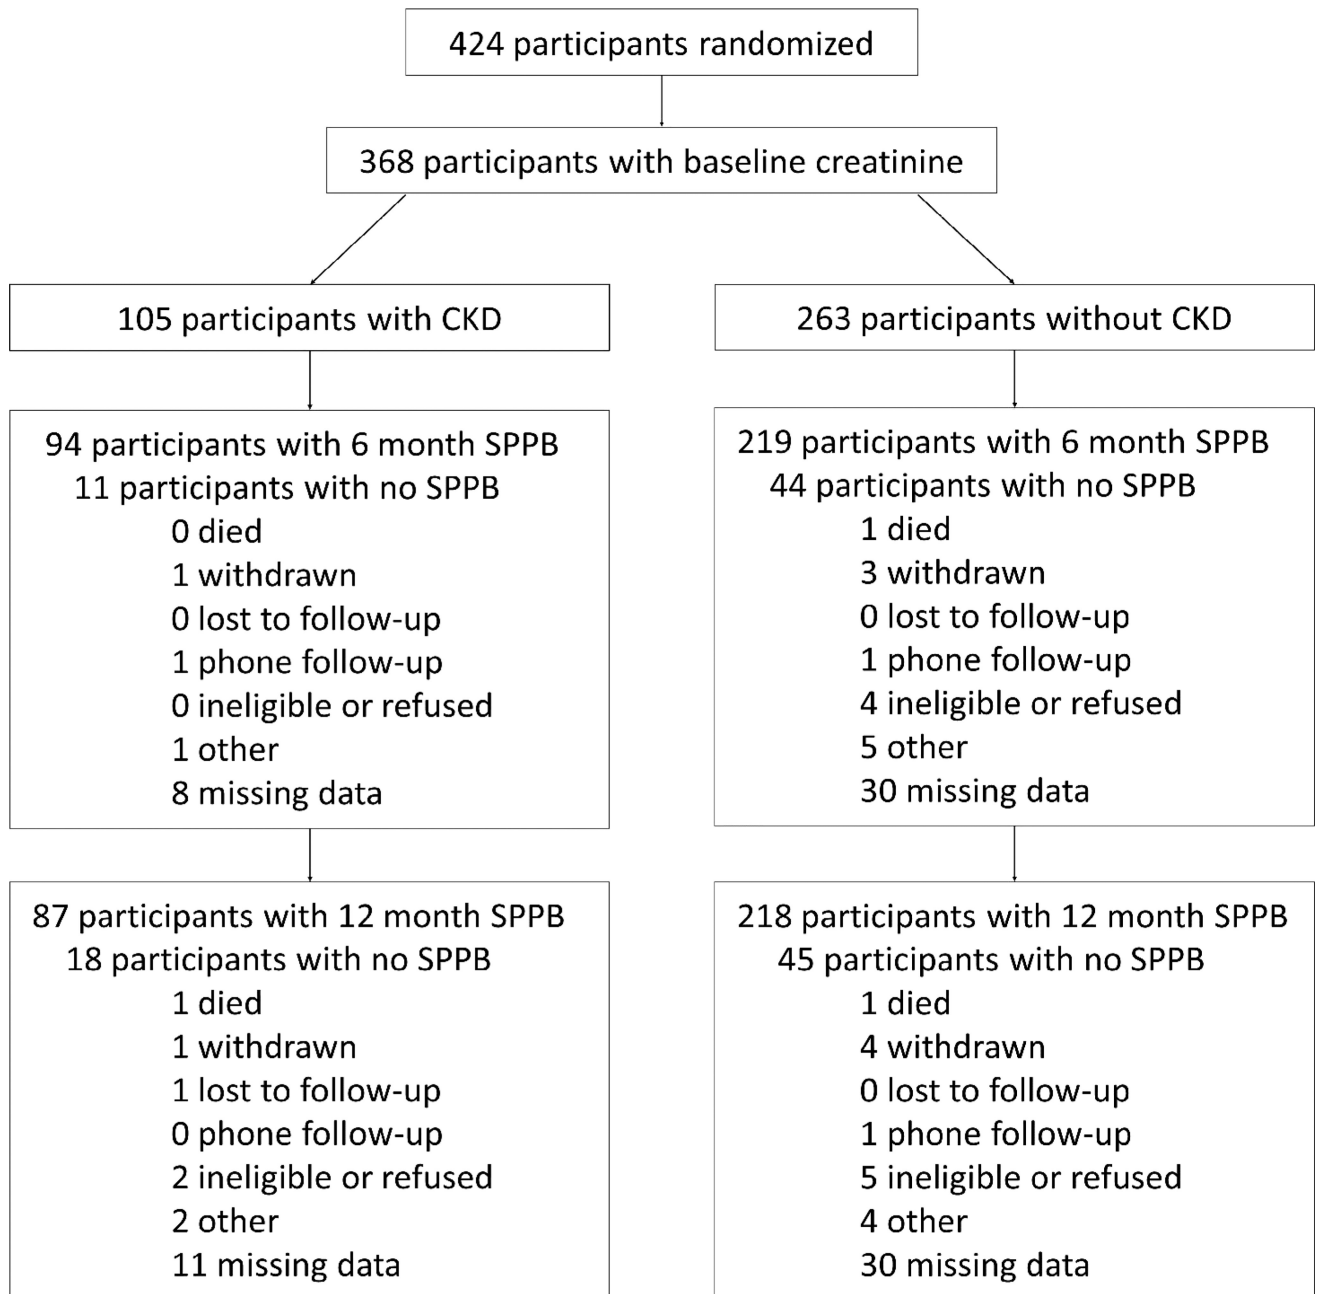 424 participants randomized
368 participants with baseline creatinine
105 participants with CKD
263 participants without CKD
94 participants with 6 month SPPB
11 participants with no SPPB
0 died
1 withdrawn
0 lost to follow-up
1 phone follow-up
0 ineligible or refused
1 other
8 missing data
219 participants with 6 month SPPB
44 participants with no SPPB
1 died
3 withdrawn
0 lost to follow-up
1 phone follow-up
4 ineligible or refused
5 other
30 missing data
87 participants with 12 month SPPB
18 participants with no SPPB
1 died
1 withdrawn
1 lost to follow-up
0 phone follow-up
2 ineligible or refused
2 other
11 missing data
218 participants with 12 month SPPB
45 participants with no SPPB
1 died
4 withdrawn
0 lost to follow-up
1 phone follow-up
5 ineligible or refused
4 other
30 missing data